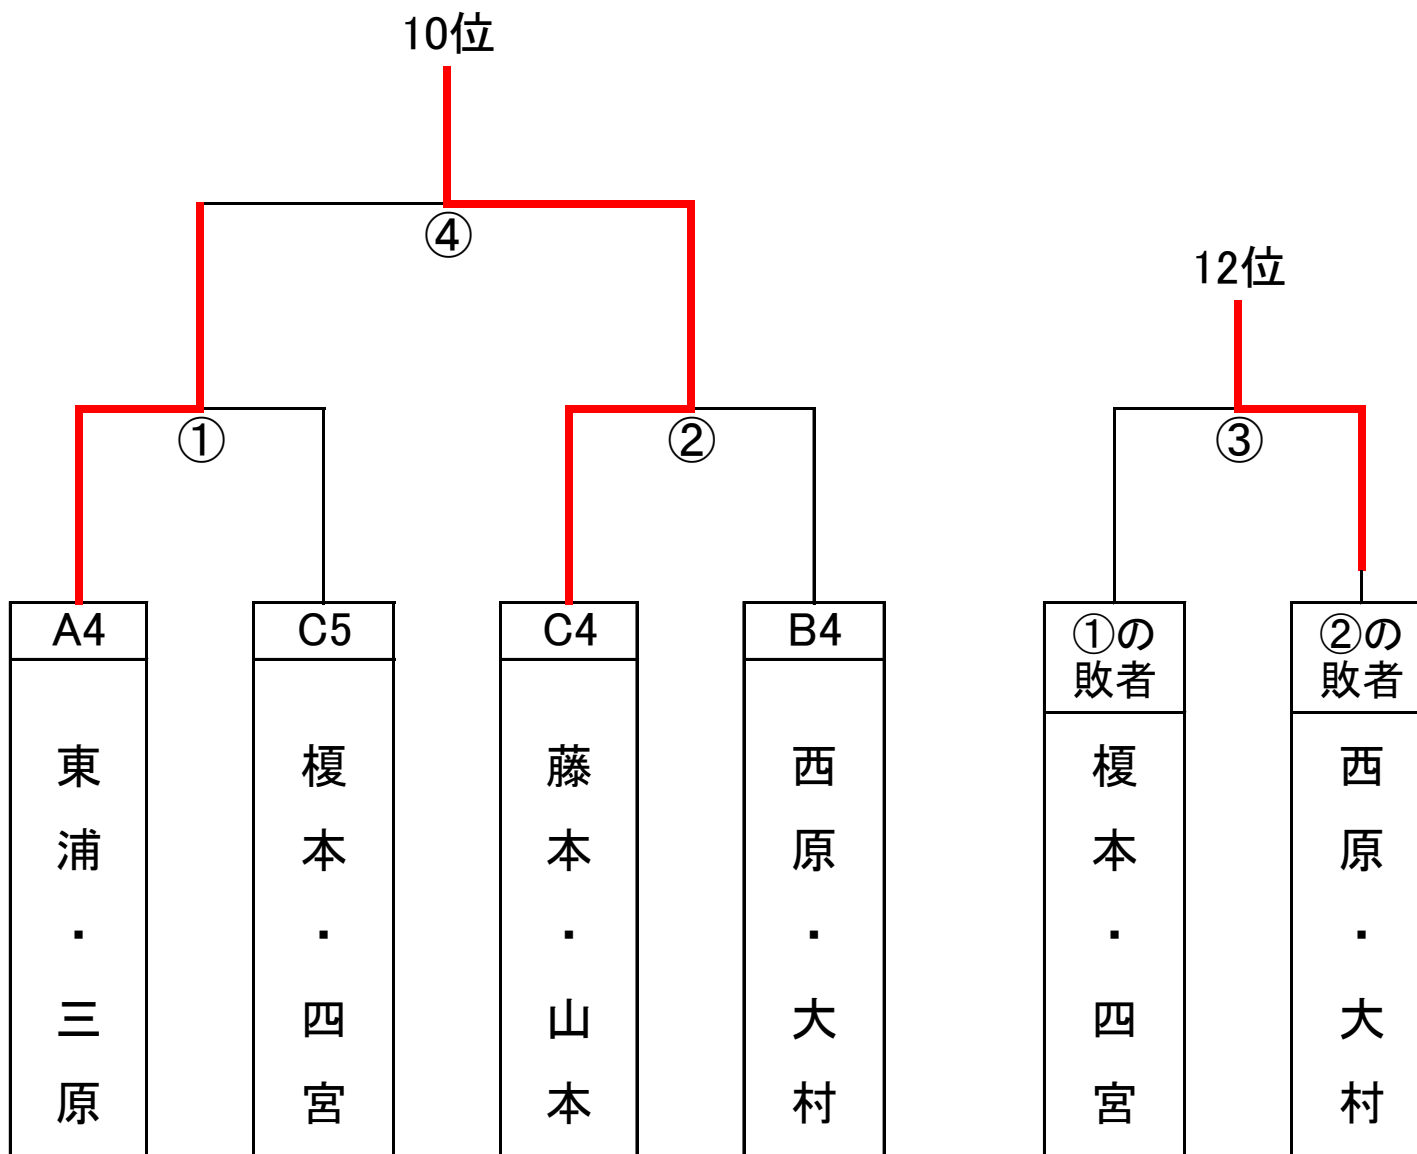 10位
④
12位
①
②
③
A4
C5
C4
B4
①の
敗者
②の
敗者
東浦・三原
榎本・四宮
藤本・山本
西原・大村
榎本・四宮
西原・大村